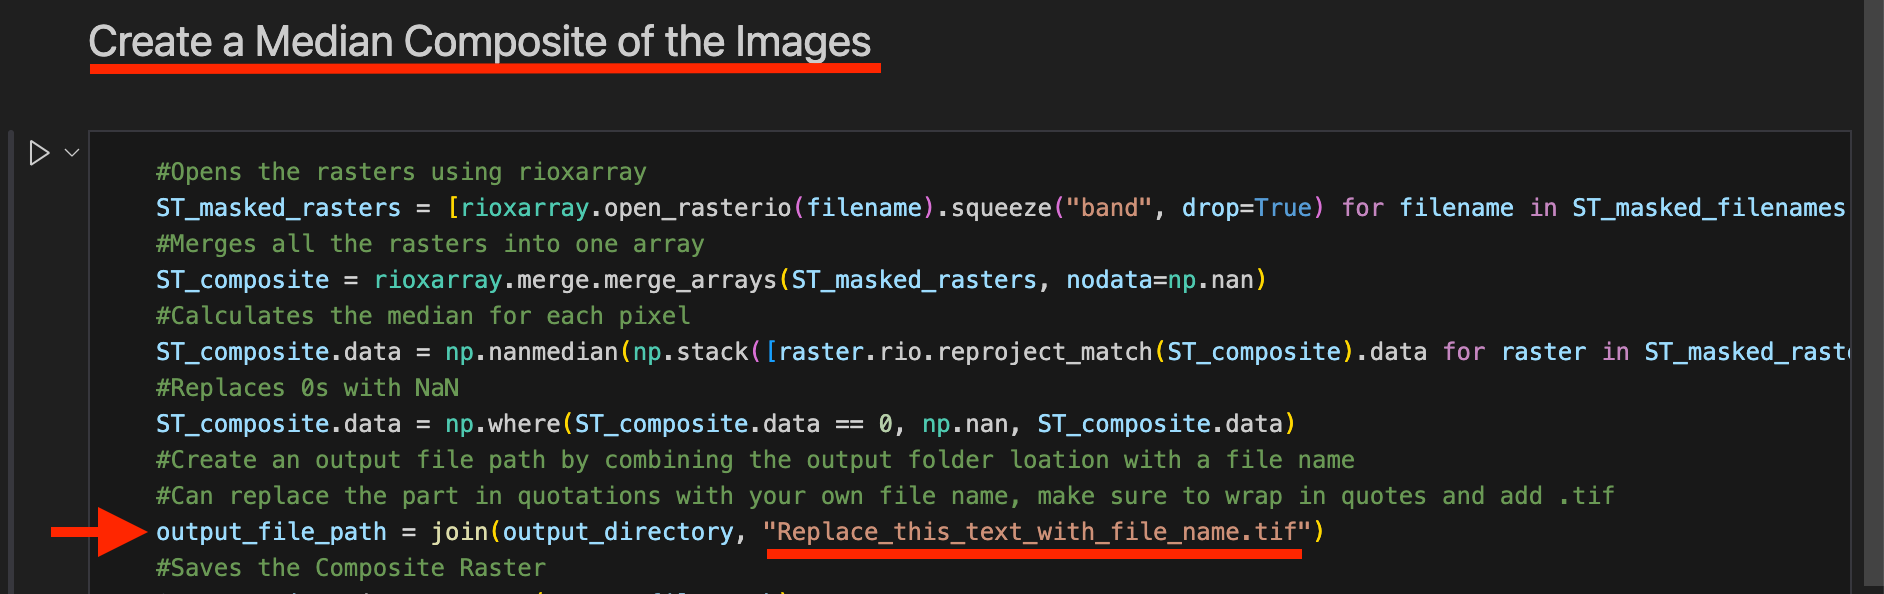 Create a Median Composite of the Images
#Opens the rasters using rioxarray
ST_masked_rasters = [rioxarray.open_rasterio(filename).squeeze("band", drop=True) for filename in ST_masked_filenames
#Merges all the rasters into one array
ST_composite = rioxarray.merge.merge_arrays(ST_masked_rasters, nodata=np.nan)
#Calculates the median for each pixel
ST_composite.data = np.nanmedian(np.stack([raster.rio.reproject_match(ST_composite).data for raster in ST_masked_rast
#Replaces 0s with NaN
ST_composite.data = np.where(ST_composite.data == 0, np.nan, ST_composite.data)
#Create an output file path by combining the output folder loation with a file name
#Can replace the part in quotations with your own file name, make sure to wrap in quotes and add .tif
output_file_path = join(output_directory, "Replace_this_text_with_file_name.tif")
#Saves the Composite Raster